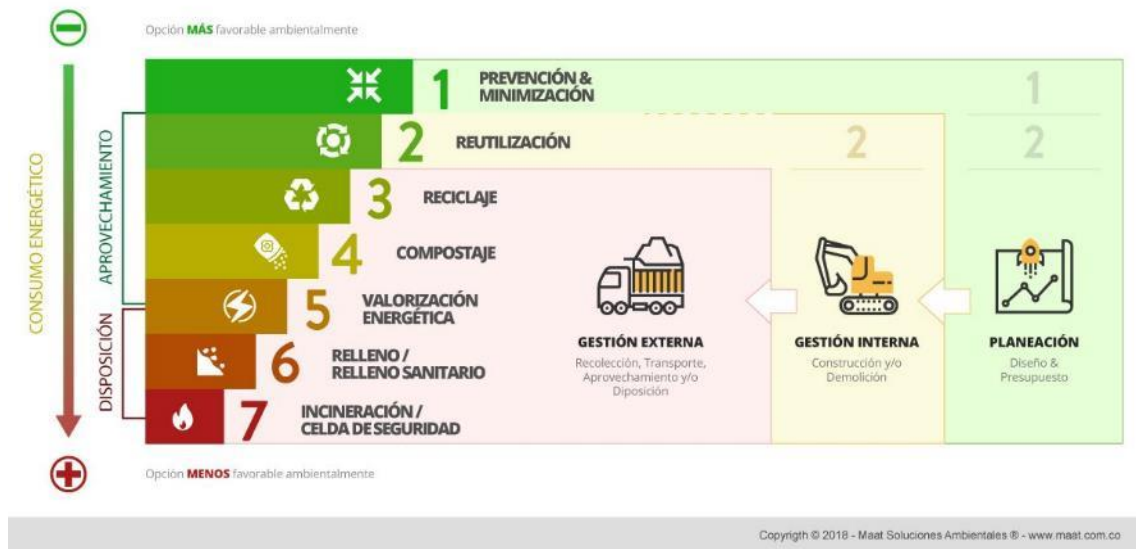 Opción MÁS favorable ambientalmente
CONSUMO ENERGÉTICO
APROVECHAMIENTO
DISPOSICIÓN
1
PREVENCIÓN &
MINIMIZACIÓN
1
2
REUTILIZACIÓN
2
2
3
RECICLAJE
4
COMPOSTAJE
5
VALORIZACIÓN
ENERGÉTICA
6
RELLENO /
RELLENO SANITARIO
7
INCINERACIÓN /
CELDA DE SEGURIDAD
GESTIÓN EXTERNA
Recolección, Transporte,
Aprovechamiento y/o
Diposición
GESTIÓN INTERNA
Construcción y/o
Demolición
PLANEACIÓN
Diseño &
Presupuesto
Opción MENOS favorable ambientalmente
Copyrigth © 2018 - Maat Soluciones Ambientales ® - www.maat.com.co